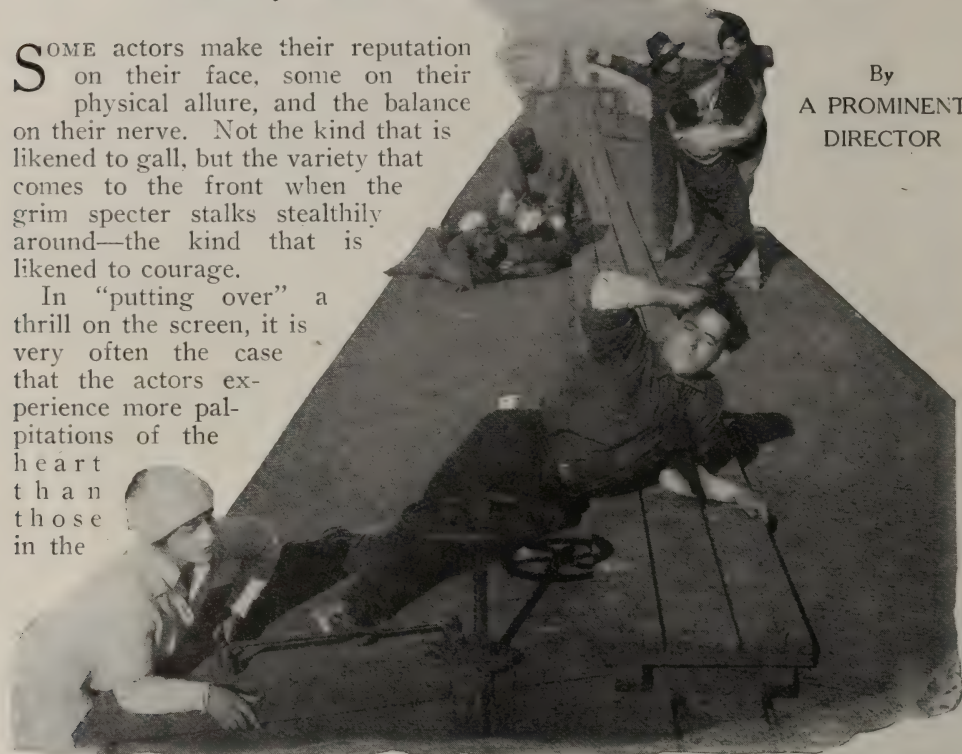 SOME actors make their reputation
on their face, some on their
physical allure, and the balance
on their nerve. Not the kind that is
likened to gall, but the variety that
comes to the front when the
grim specter stalks stealthily
around—the kind that is
likened to courage.
In “putting over” a
thrill on the screen, it is
very often the case
that the actors ex-
perience more pal-
pitations of the
heart
than
those
in the
By
A PROMINENT
DIRECTOR